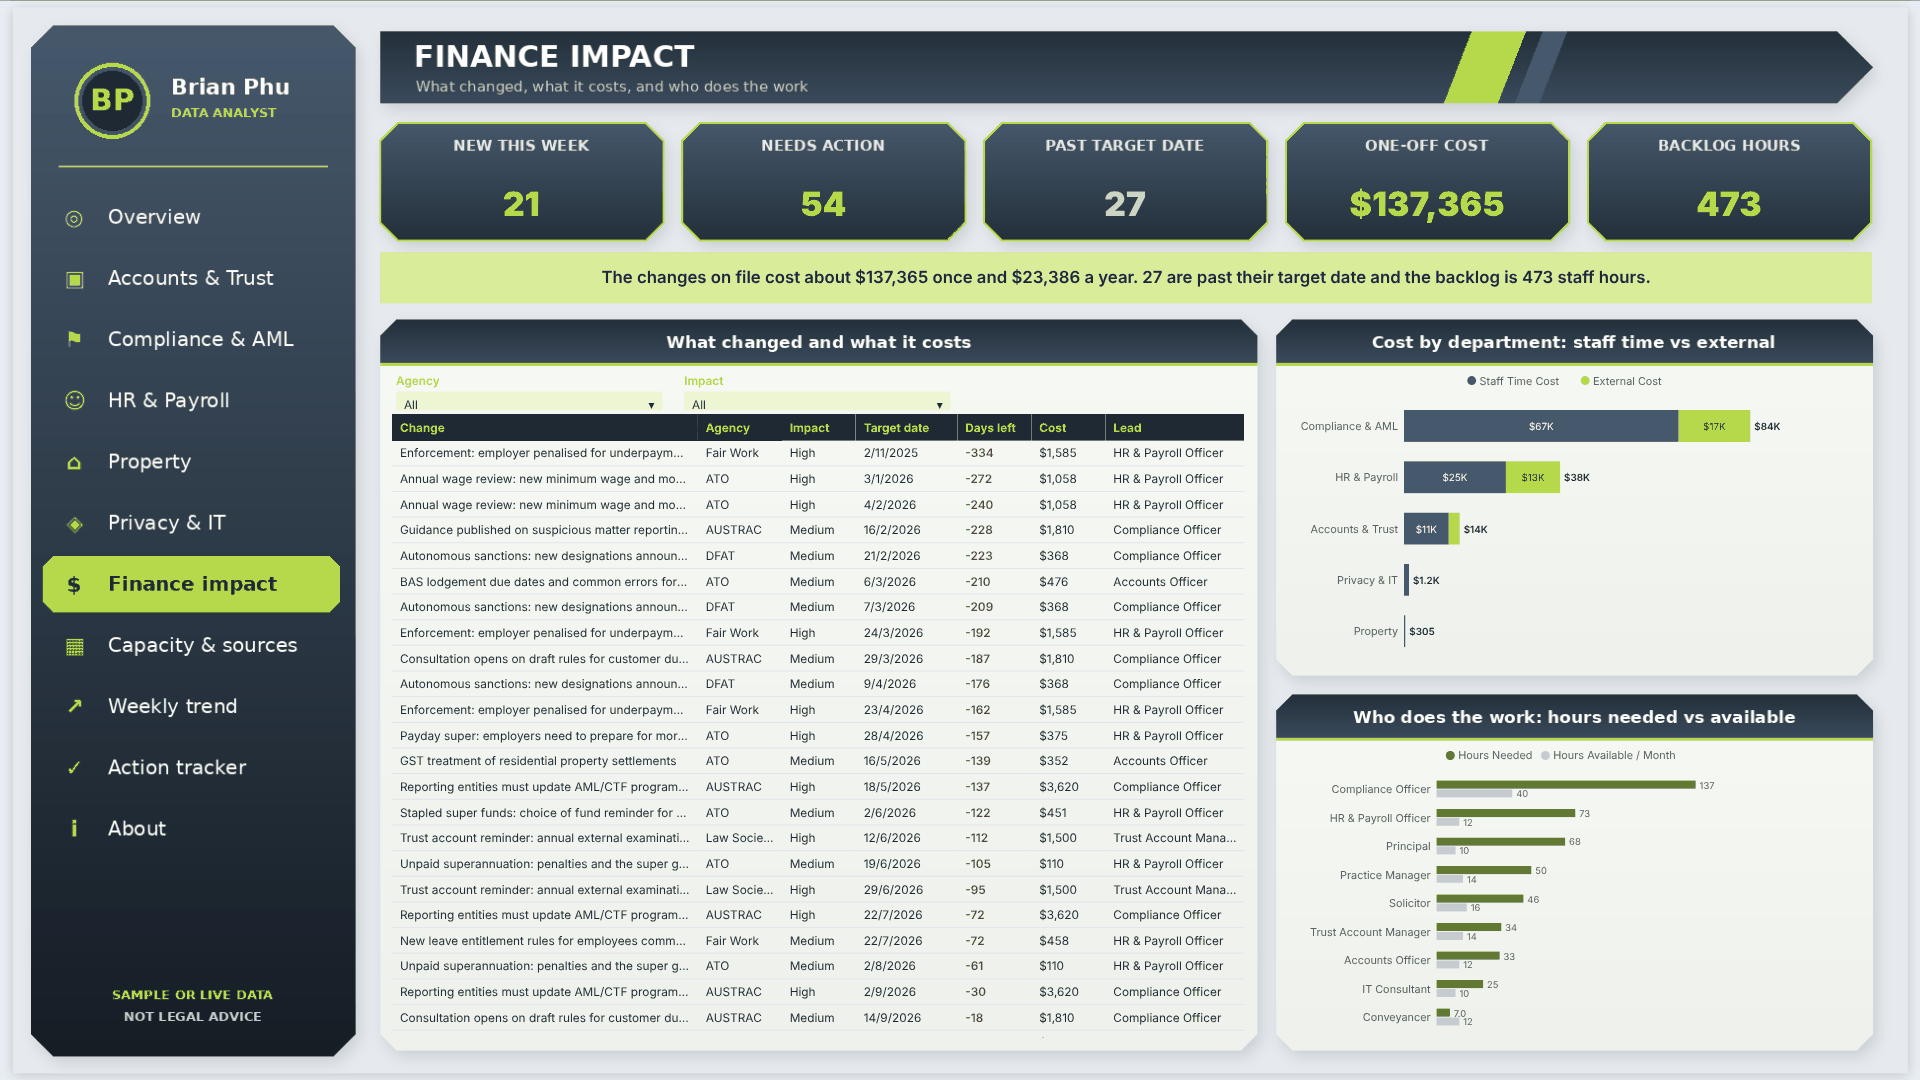 BP
Brian Phu
DATA ANALYST
Overview
Accounts & Trust
Compliance & AML
HR & Payroll
Property
Privacy & IT
$ Finance impact
Capacity & sources
Weekly trend
Action tracker
i About
SAMPLE OR LIVE DATA
NOT LEGAL ADVICE
FINANCE IMPACT
What changed, what it costs, and who does the work
NEW THIS WEEK
21
NEEDS ACTION
54
PAST TARGET DATE
27
ONE-OFF COST
$137,365
BACKLOG HOURS
473
The changes on file cost about $137,365 once and $23,386 a year. 27 are past their target date and the backlog is 473 staff hours.
What changed and what it costs
Agency Impact
All All
Change Agency Impact Target date Days left Cost Lead
Enforcement: employer penalised for underpaym... Fair Work High 2/11/2025 -334 $1,585 HR & Payroll Officer
Annual wage review: new minimum wage and mo... ATO High 3/1/2026 -272 $1,058 HR & Payroll Officer
Annual wage review: new minimum wage and mo... ATO High 4/2/2026 -240 $1,058 HR & Payroll Officer
Guidance published on suspicious matter reportin... AUSTRAC Medium 16/2/2026 -228 $1,810 Compliance Officer
Autonomous sanctions: new designations announ... DFAT Medium 21/2/2026 -223 $368 Compliance Officer
BAS lodgement due dates and common errors for... ATO Medium 6/3/2026 -210 $476 Accounts Officer
Autonomous sanctions: new designations announ... DFAT Medium 7/3/2026 -209 $368 Compliance Officer
Enforcement: employer penalised for underpaym... Fair Work High 24/3/2026 -192 $1,585 HR & Payroll Officer
Consultation opens on draft rules for customer du... AUSTRAC Medium 29/3/2026 -187 $1,810 Compliance Officer
Autonomous sanctions: new designations announ... DFAT Medium 9/4/2026 -176 $368 Compliance Officer
Enforcement: employer penalised for underpaym... Fair Work High 23/4/2026 -162 $1,585 HR & Payroll Officer
Payday super: employers need to prepare for mor... ATO High 28/4/2026 -157 $375 HR & Payroll Officer
GST treatment of residential property settlements ATO Medium 16/5/2026 -139 $352 Accounts Officer
Reporting entities must update AML/CTF program... AUSTRAC High 18/5/2026 -137 $3,620 Compliance Officer
Stapled super funds: choice of fund reminder for ... ATO Medium 2/6/2026 -122 $451 HR & Payroll Officer
Trust account reminder: annual external examinati... Law Socie... High 12/6/2026 -112 $1,500 Trust Account Mana...
Unpaid superannuation: penalties and the super g... ATO Medium 19/6/2026 -105 $110 HR & Payroll Officer
Trust account reminder: annual external examinati... Law Socie... High 29/6/2026 -95 $1,500 Trust Account Mana...
Reporting entities must update AML/CTF program... AUSTRAC High 22/7/2026 -72 $3,620 Compliance Officer
New leave entitlement rules for employees comm... Fair Work Medium 22/7/2026 -72 $458 HR & Payroll Officer
Unpaid superannuation: penalties and the super g... ATO Medium 2/8/2026 -61 $110 HR & Payroll Officer
Reporting entities must update AML/CTF program... AUSTRAC High 2/9/2026 -30 $3,620 Compliance Officer
Consultation opens on draft rules for customer du... AUSTRAC Medium 14/9/2026 -18 $1,810 Compliance Officer
Cost by department: staff time vs external
Staff Time Cost External Cost
Compliance & AML $67K $17K $84K
HR & Payroll $25K $13K $38K
Accounts & Trust $11K $14K
Privacy & IT $1.2K
Property $305
Who does the work: hours needed vs available
Hours Needed Hours Available / Month
Compliance Officer 137 40
HR & Payroll Officer 73 12
Principal 68 10
Practice Manager 50 14
Solicitor 46 16
Trust Account Manager 34 14
Accounts Officer 33 12
IT Consultant 25 10
Conveyancer 7.0 12